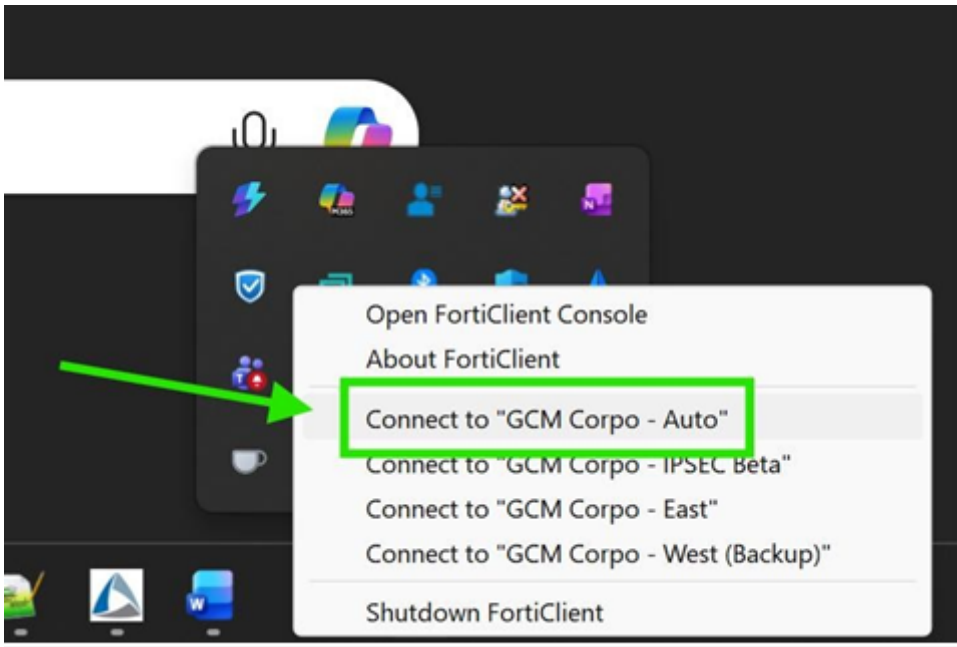 M365
N
T
Open FortiClient Console
About FortiClient
Connect to "GCM Corpo - Auto"
Connect to "GCM Corpo - IPSEC Beta"
Connect to "GCM Corpo - East"
Connect to "GCM Corpo - West (Backup)"
W
Shutdown FortiClient